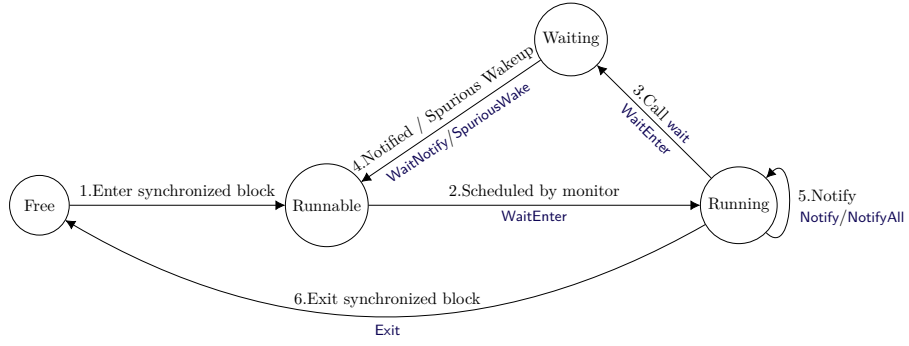 Waiting
4.Notified / Spurious Wakeup
WaitNotify/SpuriousWake
3.Call wait
WaitEnter
Free
1.Enter synchronized block
Runnable
2.Scheduled by monitor
WaitEnter
Running
5.Notify
Notify/NotifyAll
6.Exit synchronized block
Exit